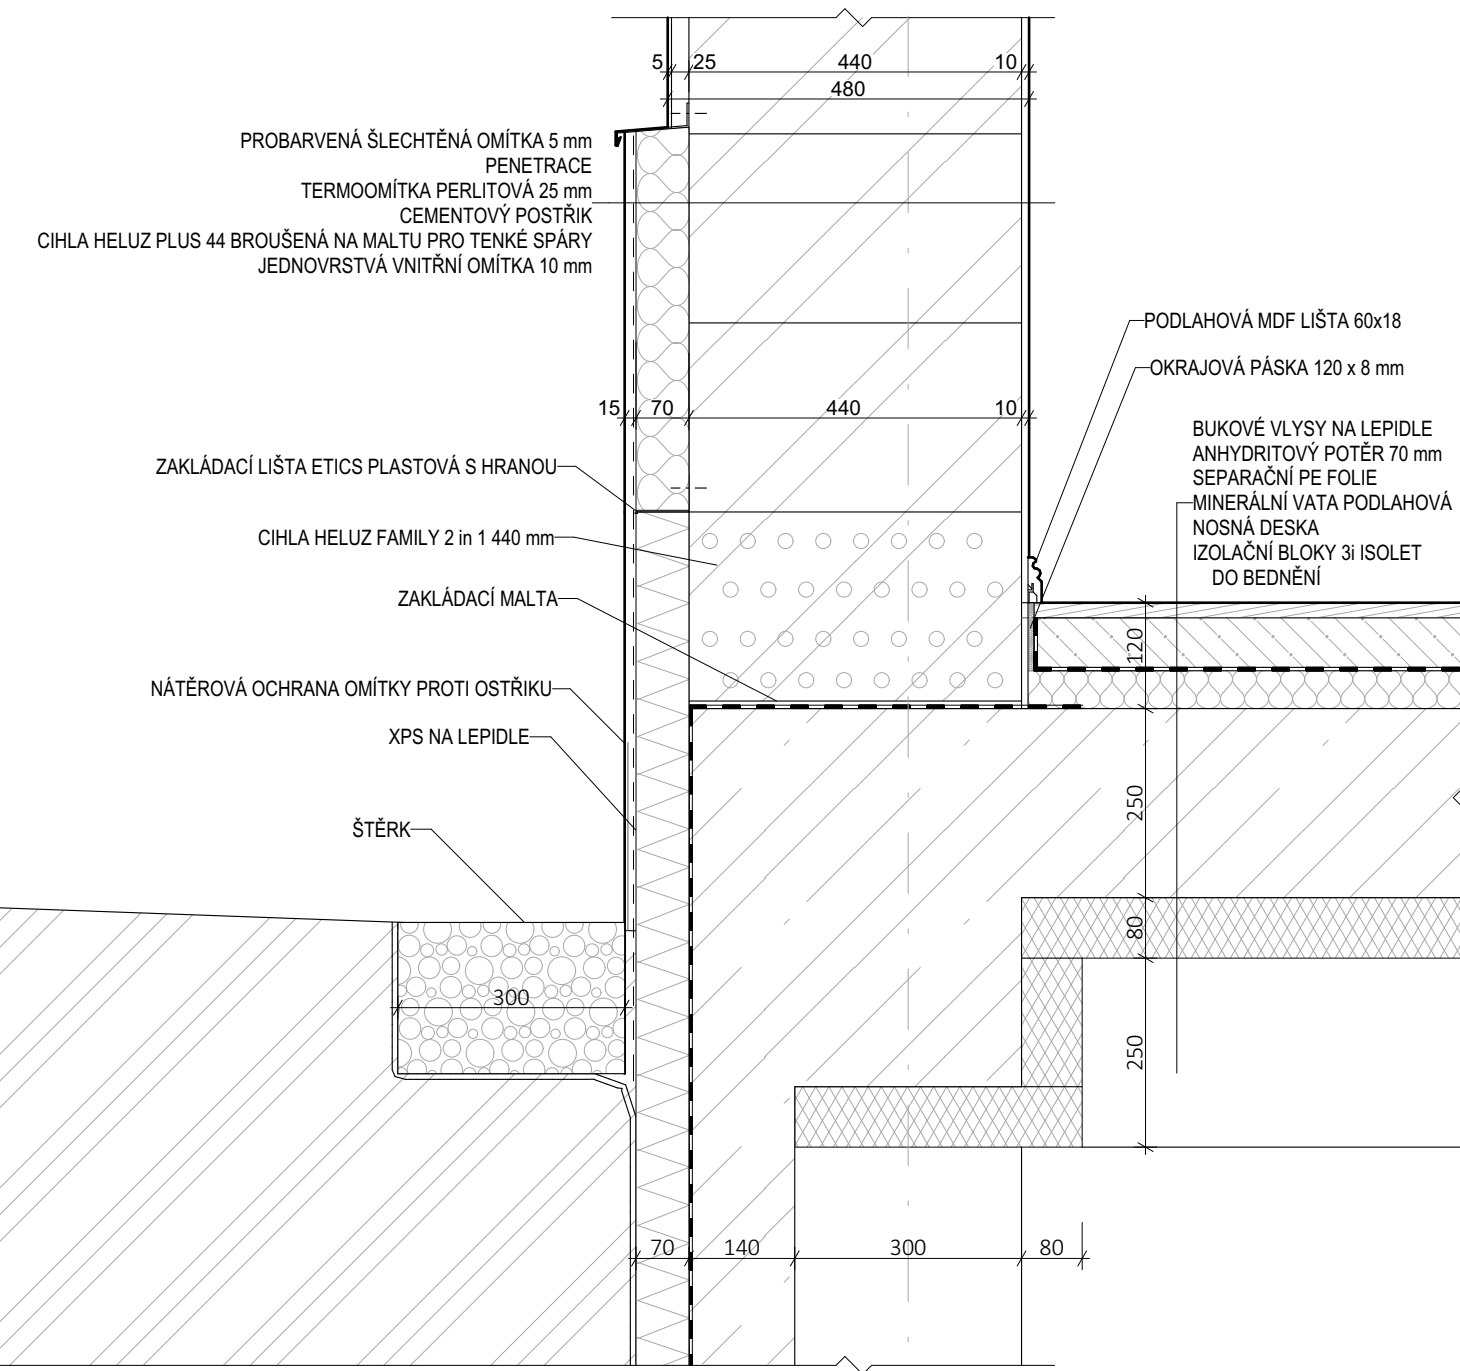 5 25 440 10
480
PROBARVENÁ ŠLECHTĚNÁ OMÍTKA 5 mm
PENETRACE
TERMOOMÍTKA PERLITOVÁ 25 mm
CEMENTOVÝ POSTŘIK
CIHLA HELUZ PLUS 44 BROUŠENÁ NA MALTU PRO TENKÉ SPÁRY
JEDNOVRSTVÁ VNITŘNÍ OMÍTKA 10 mm
PODLAHOVÁ MDF LIŠTA 60x18
OKRAJOVÁ PÁSKA 120 x 8 mm
15 70 440 10
BUKOVÉ VLYSY NA LEPIDLE
ANHYDRITOVÝ POTĚR 70 mm
SEPARAČNÍ PE FOLIE
MINERÁLNÍ VATA PODLAHOVÁ
NOSNÁ DESKA
IZOLAČNÍ BLOKY 3i ISOLET
DO BEDNĚNÍ
ZAKLÁDACÍ LIŠTA ETICS PLASTOVÁ S HRANOU
CIHLA HELUZ FAMILY 2 in 1 440 mm
ZAKLÁDACÍ MALTA
NÁTĚROVÁ OCHRANA OMÍTKY PROTI OSTŘIKU
XPS NA LEPIDLE
ŠTĚRK
120
250
80
250
300
70 140 300 80